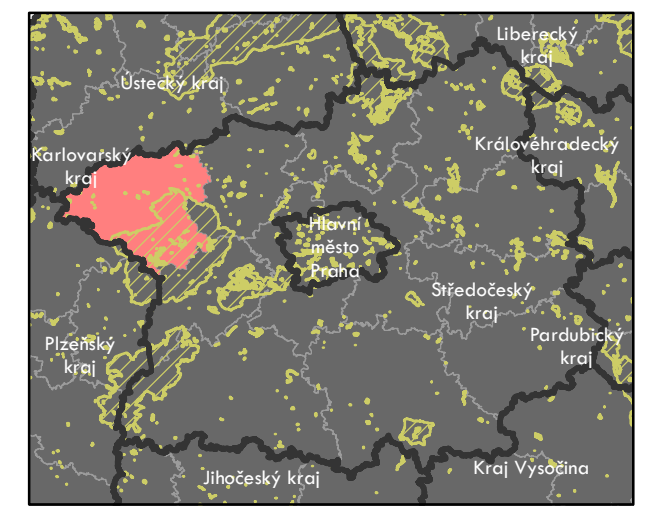 Liberecký
kraj
Ústecký kraj
Karlovarský
kraj
Královéhradecký
kraj
Hlavní
město
Praha
Středočeský
kraj
Plzeňský
kraj
Pardubický
kraj
Jihočeský kraj
Kraj Vysočina